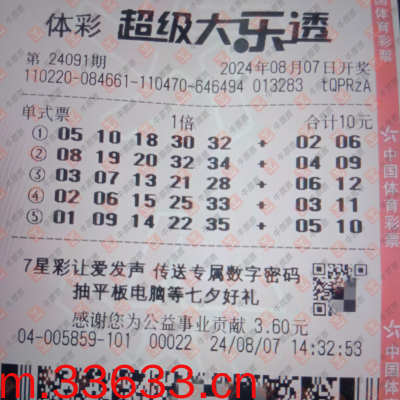 体彩 超级大乐透
第 24091期 2024年08月07日开奖
110220-084661-110470-646494 013283 tQPRzA
单式票 1倍 合计10元
① 05 10 18 30 32 + 02 06
② 08 19 20 32 34 + 04 09
③ 03 07 13 21 28 + 06 12
④ 02 06 15 25 33 + 03 11
⑤ 01 09 14 22 35 + 05 10
7星彩让爱发声 传送专属数字密码
抽平板电脑等七夕好礼
感谢您为公益事业贡献 3.60元
04-005859-101 00022 24/08/07 14:32:53
m.33633.cn
中国体育彩票
中国体育彩票